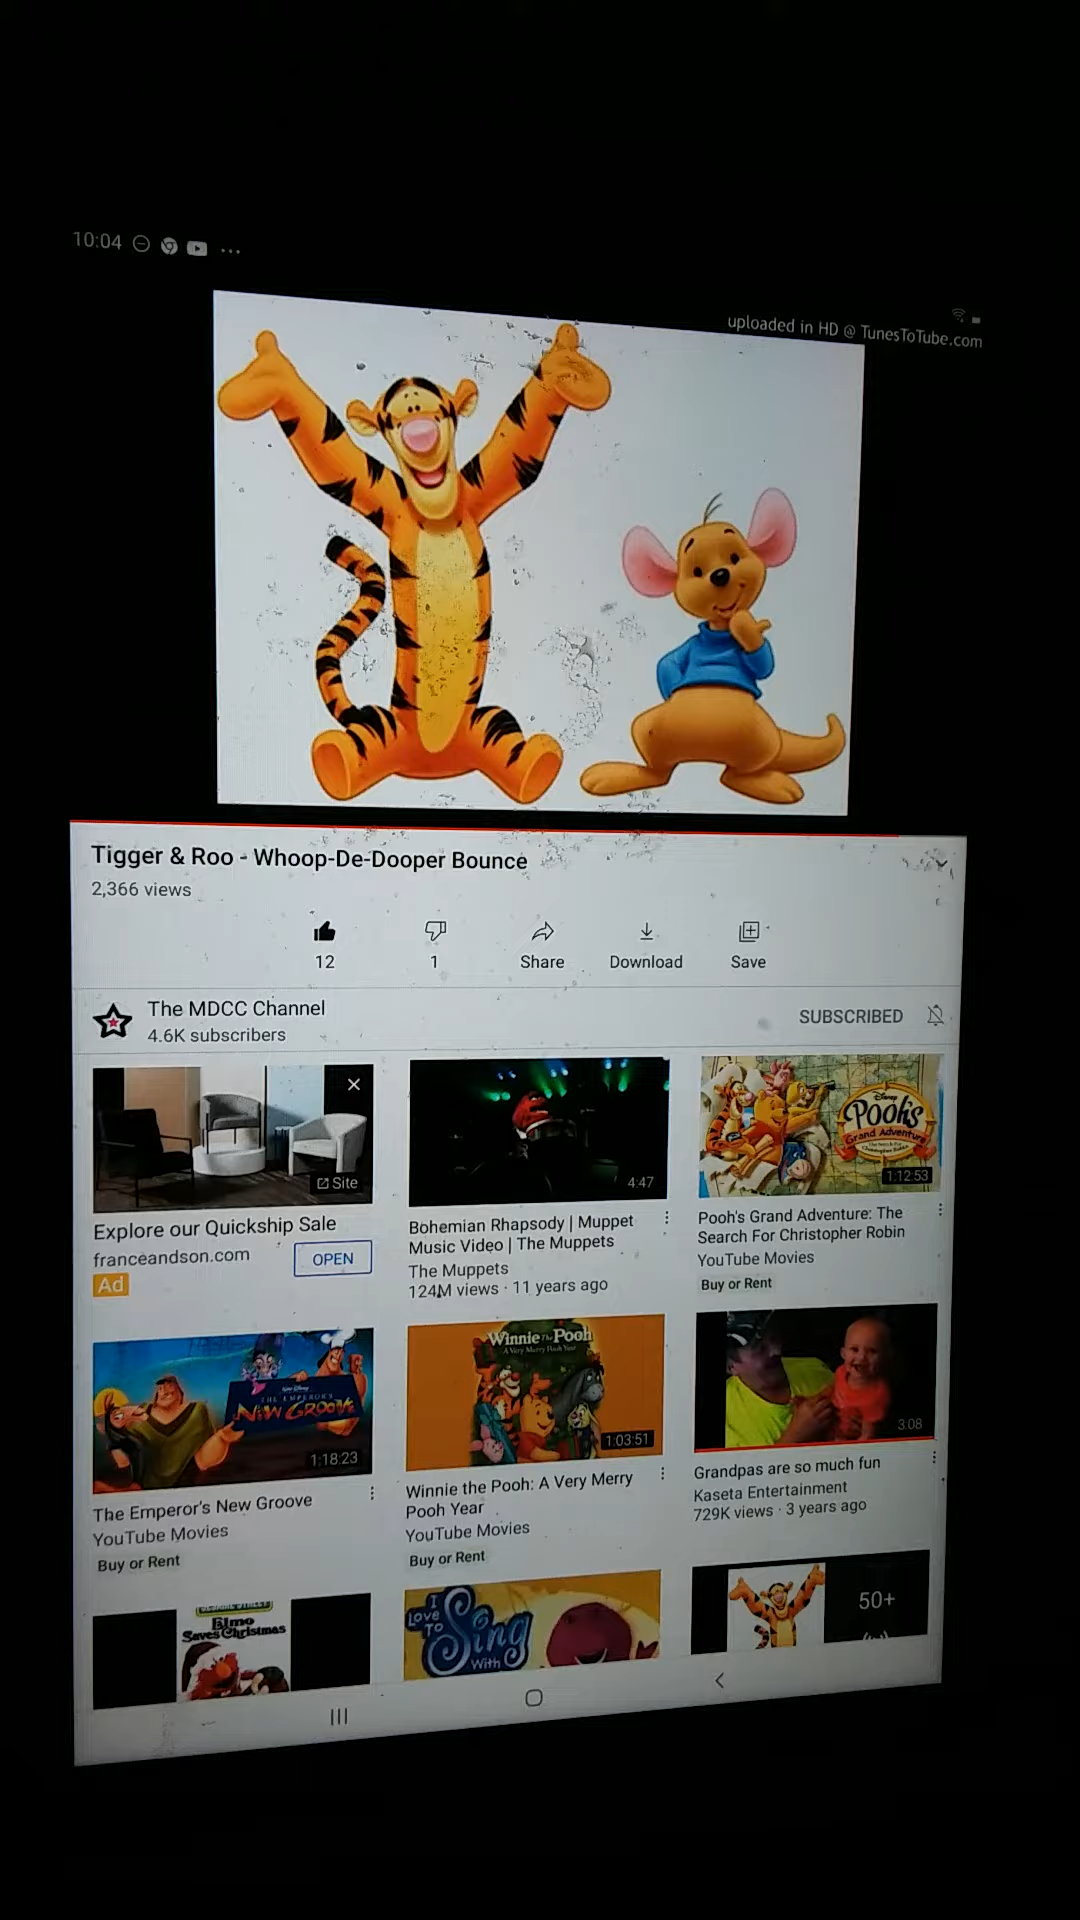 10:04
uploaded in HD @ TunesToTube.com
Tigger & Roo - Whoop-De-Dooper Bounce
2,366 views
12
1
Share
Download
Save
The MDCC Channel
4.6K subscribers
SUBSCRIBED
Site
Explore our Quickship Sale
franceandson.com
OPEN
Ad
4:47
Bohemian Rhapsody | Muppet
Music Video | The Muppets
The Muppets
124M views · 11 years ago
Disney
Pooh's
Grand Adventure
1:12:53
Pooh's Grand Adventure: The
Search For Christopher Robin
YouTube Movies
Buy or Rent
THE EMPEROR'S
NEW GROOVE
1:18:23
The Emperor's New Groove
YouTube Movies
Buy or Rent
Winnie The Pooh
A Very Merry Pooh Year
1:03:51
Winnie the Pooh: A Very Merry
Pooh Year
YouTube Movies
Buy or Rent
3:08
Grandpas are so much fun
Kaseta Entertainment
729K views · 3 years ago
Elmo
Saves Christmas
I
Love
To
Sing
With
50+